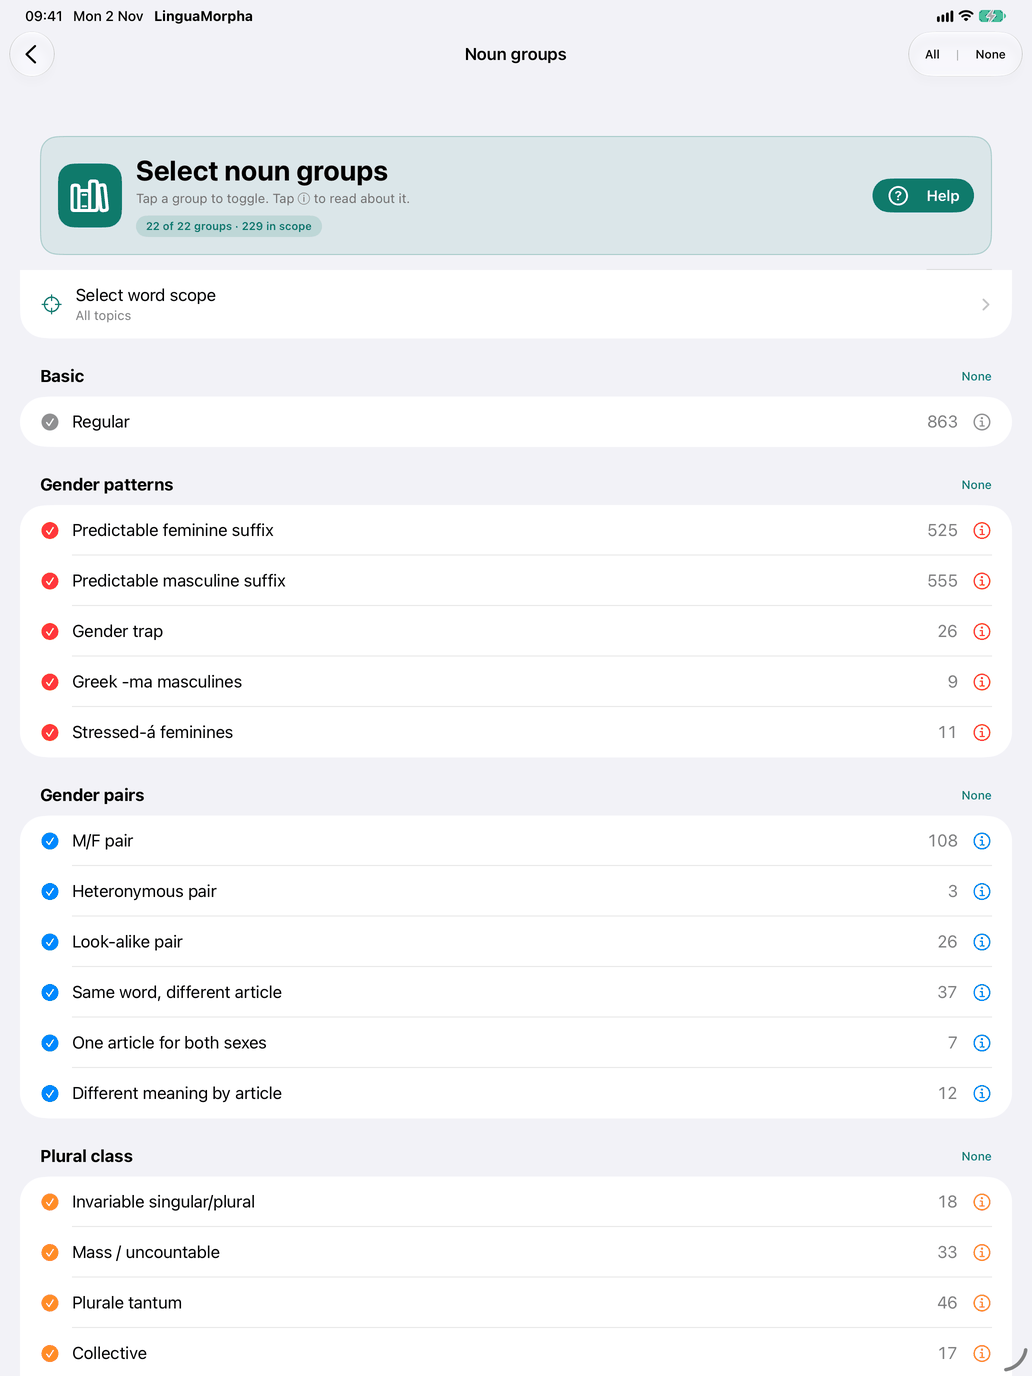 09:41 Mon 2 Nov LinguaMorpha
Noun groups
All | None
Select noun groups
Tap a group to toggle. Tap ⓘ to read about it.
22 of 22 groups · 229 in scope
Help
Select word scope
All topics
Basic None
Regular 863
Gender patterns None
Predictable feminine suffix 525
Predictable masculine suffix 555
Gender trap 26
Greek -ma masculines 9
Stressed-á feminines 11
Gender pairs None
M/F pair 108
Heteronymous pair 3
Look-alike pair 26
Same word, different article 37
One article for both sexes 7
Different meaning by article 12
Plural class None
Invariable singular/plural 18
Mass / uncountable 33
Plurale tantum 46
Collective 17